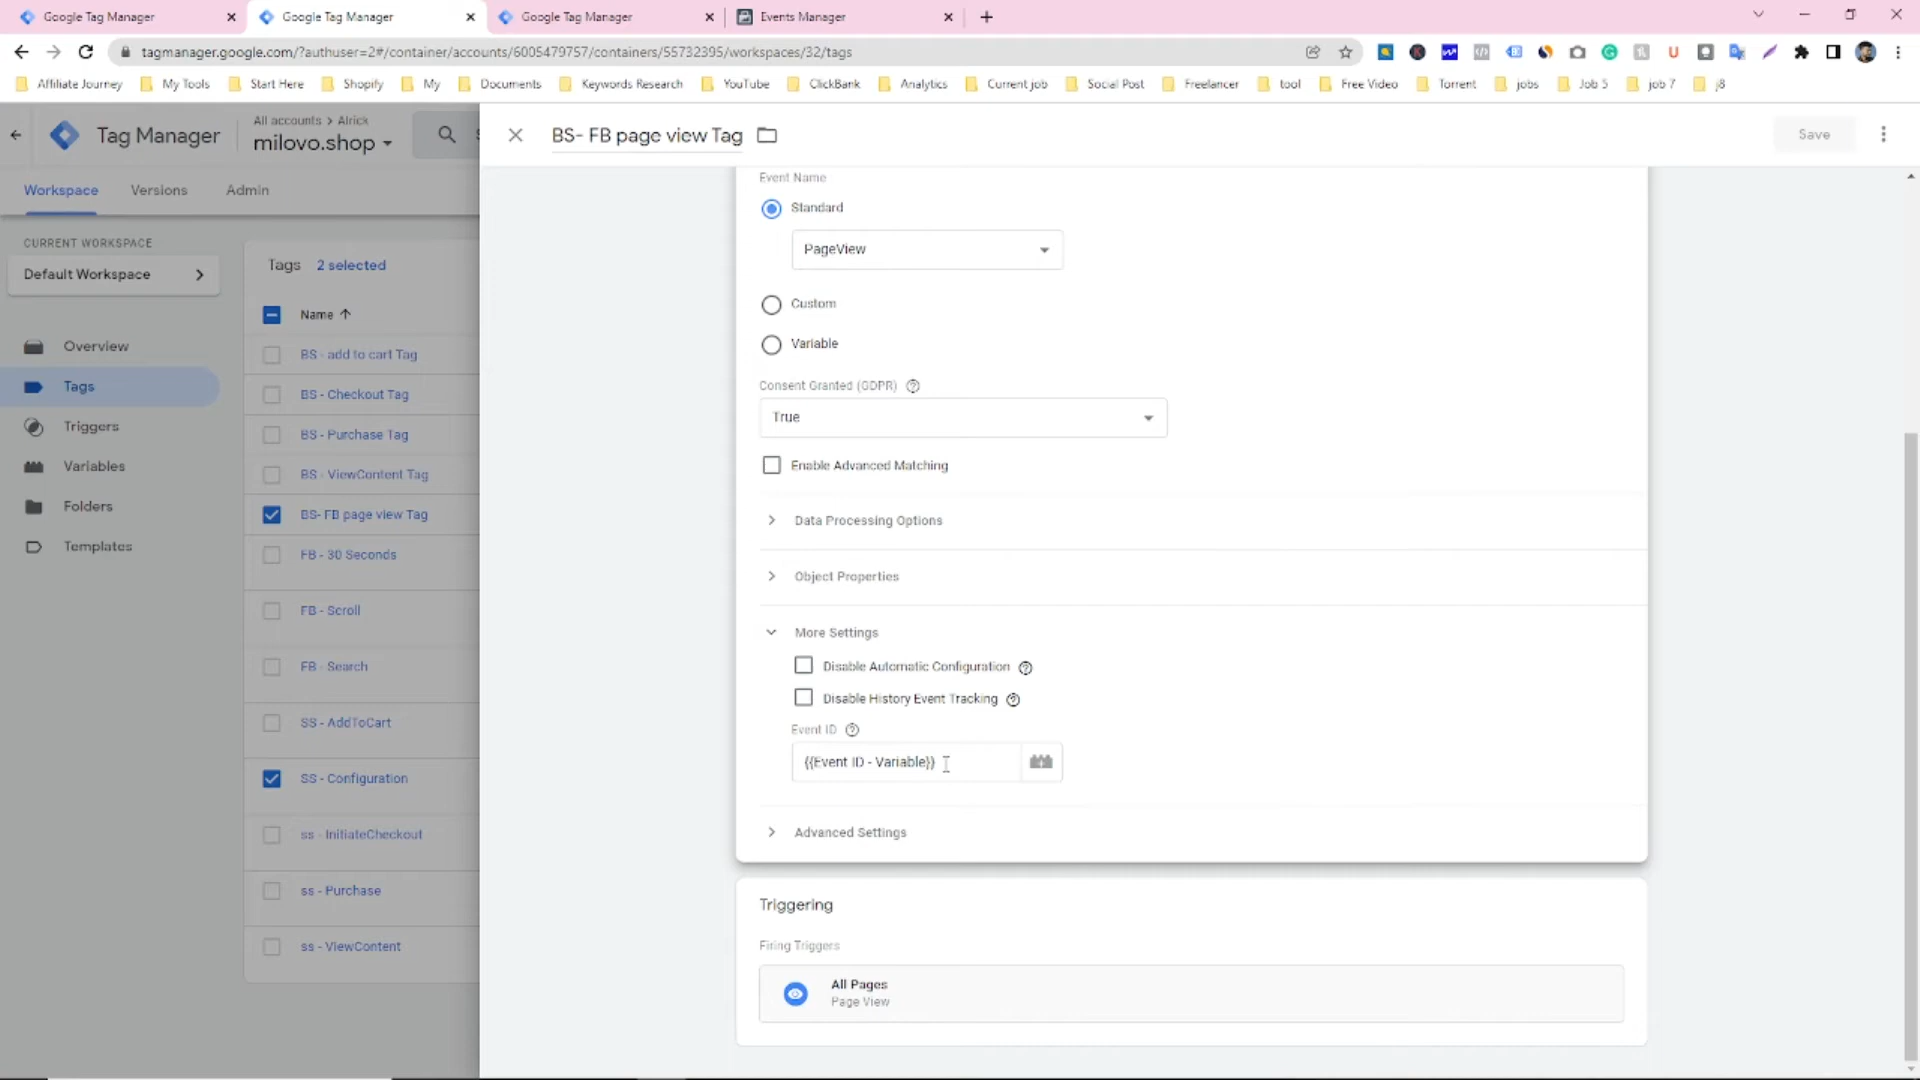 Google Tag Manager
Google Tag Manager
Google Tag Manager
Events Manager
tagmanager.google.com/?authuser=2#/container/accounts/6005479757/containers/55732395/workspaces/32/tags
Affiliate Journey
My Tools
Start Here
Shopify
My
Documents
Keywords Research
YouTube
ClickBank
Analytics
Current job
Social Post
Freelancer
tool
Free Video
Torrent
jobs
Job 5
job 7
j8
Tag Manager
All accounts > Alrick
milovo.shop
BS- FB page view Tag
Save
Workspace
Versions
Admin
CURRENT WORKSPACE
Default Workspace
Overview
Tags
Triggers
Variables
Folders
Templates
Tags 2 selected
Name
BS - add to cart Tag
BS - Checkout Tag
BS - Purchase Tag
BS - ViewContent Tag
BS- FB page view Tag
FB - 30 Seconds
FB - Scroll
FB - Search
SS - AddToCart
SS - Configuration
ss - InitiateCheckout
ss - Purchase
ss - ViewContent
Event Name
Standard
PageView
Custom
Variable
Consent Granted (GDPR)
True
Enable Advanced Matching
Data Processing Options
Object Properties
More Settings
Disable Automatic Configuration
Disable History Event Tracking
Event ID
{{Event ID - Variable}}
Advanced Settings
Triggering
Firing Triggers
All Pages
Page View